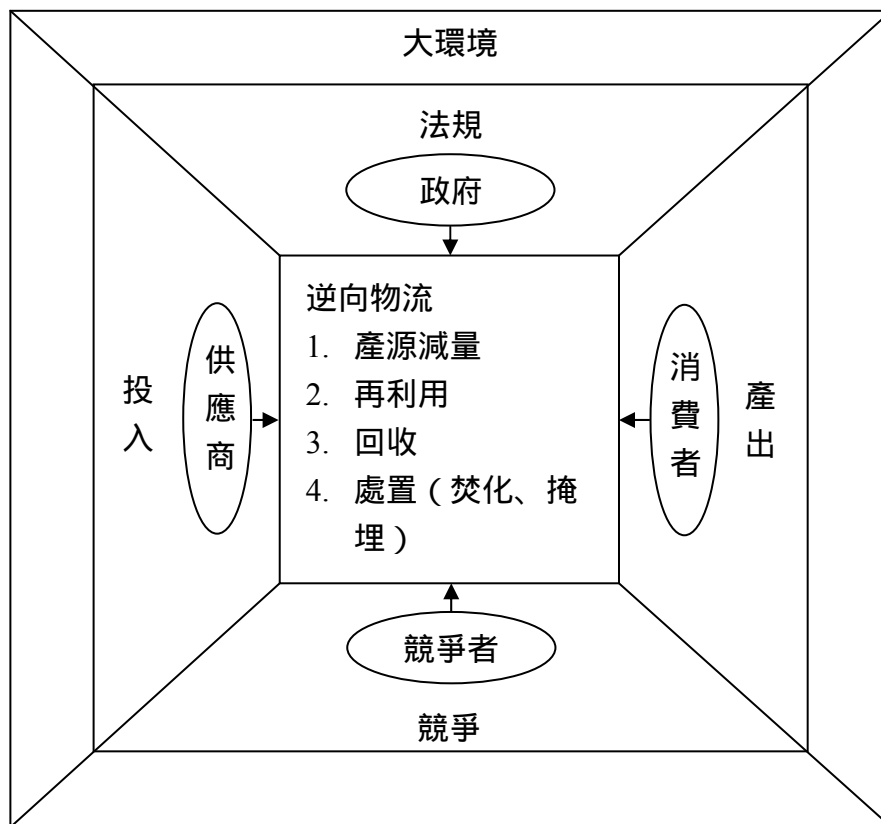 大環境
法規
政府
逆向物流
1. 產源減量
2. 再利用
3. 回收
4. 處置（焚化、掩
埋）
投入
供應商
消費者
產出
競爭者
競爭